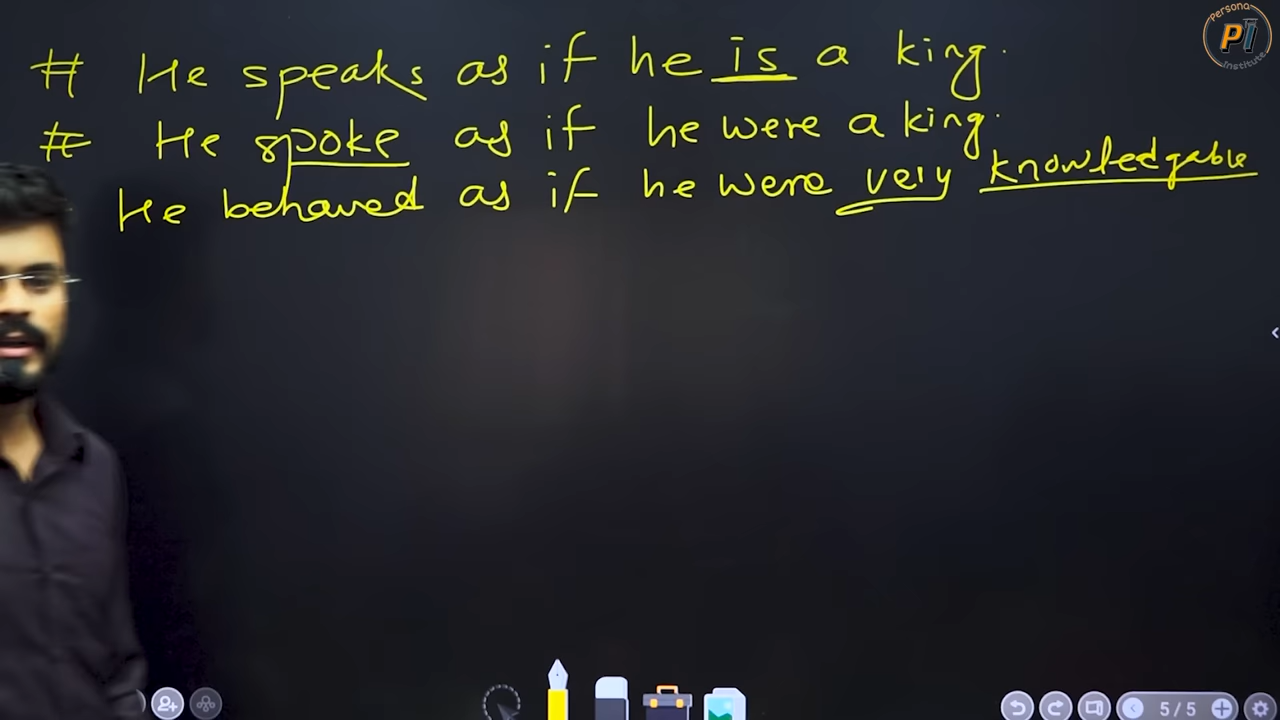 # He speaks as if he is a king.
# He spoke as if he were a king.
He behaved as if he were very knowledgable
Persona
PI
Institute
5/5